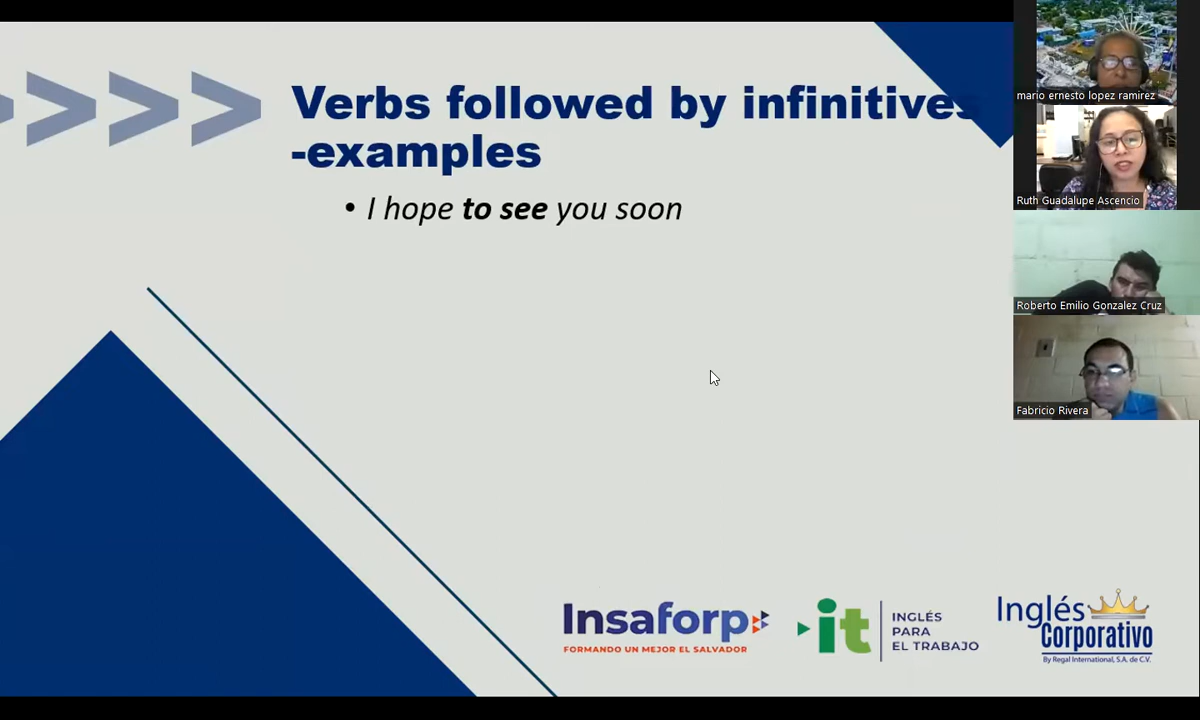 Verbs followed by infinitives
-examples
• I hope to see you soon
mario ernesto lopez ramirez
Ruth Guadalupe Ascencio
Roberto Emilio Gonzalez Cruz
Fabricio Rivera
Insaforp
FORMANDO UN MEJOR EL SALVADOR
it
INGLÉS
PARA
EL TRABAJO
Inglés
Corporativo
By Regal International, S.A. de C.V.